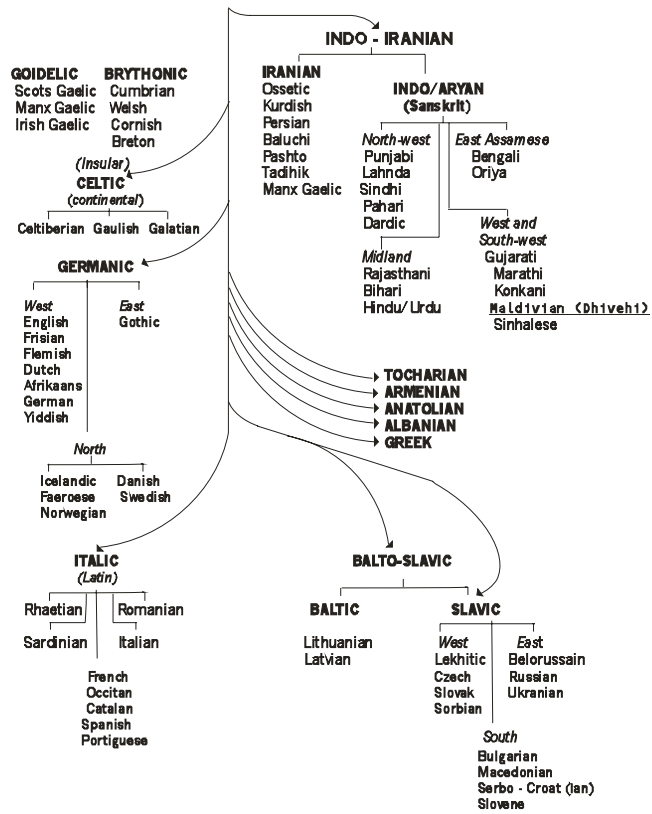 INDO - IRANIAN
GOIDELIC
Scots Gaelic
Manx Gaelic
Irish Gaelic
BRYTHONIC
Cumbrian
Welsh
Cornish
Breton
(Insular)
CELTIC
(continental)
Celtiberian Gaulish Galatian
IRANIAN
Ossetic
Kurdish
Persian
Baluchi
Pashto
Tadihik
Manx Gaelic
INDO/ARYAN
(Sanskrit)
North-west
Punjabi
Lahnda
Sindhi
Pahari
Dardic
East Assamese
Bengali
Oriya
Midland
Rajasthani
Bihari
Hindu/Urdu
West and
South-west
Gujarati
Marathi
Konkani
Maldivian (Dhivehi)
Sinhalese
GERMANIC
West
English
Frisian
Flemish
Dutch
Afrikaans
German
Yiddish
East
Gothic
North
Icelandic
Faeroese
Norwegian
Danish
Swedish
TOCHARIAN
ARMENIAN
ANATOLIAN
ALBANIAN
GREEK
ITALIC
(Latin)
Rhaetian
Romanian
Sardinian
Italian
French
Occitan
Catalan
Spanish
Portiguese
BALTO-SLAVIC
BALTIC
Lithuanian
Latvian
SLAVIC
West
Lekhitic
Czech
Slovak
Sorbian
East
Belorussain
Russian
Ukranian
South
Bulgarian
Macedonian
Serbo - Croat (ian)
Slovene